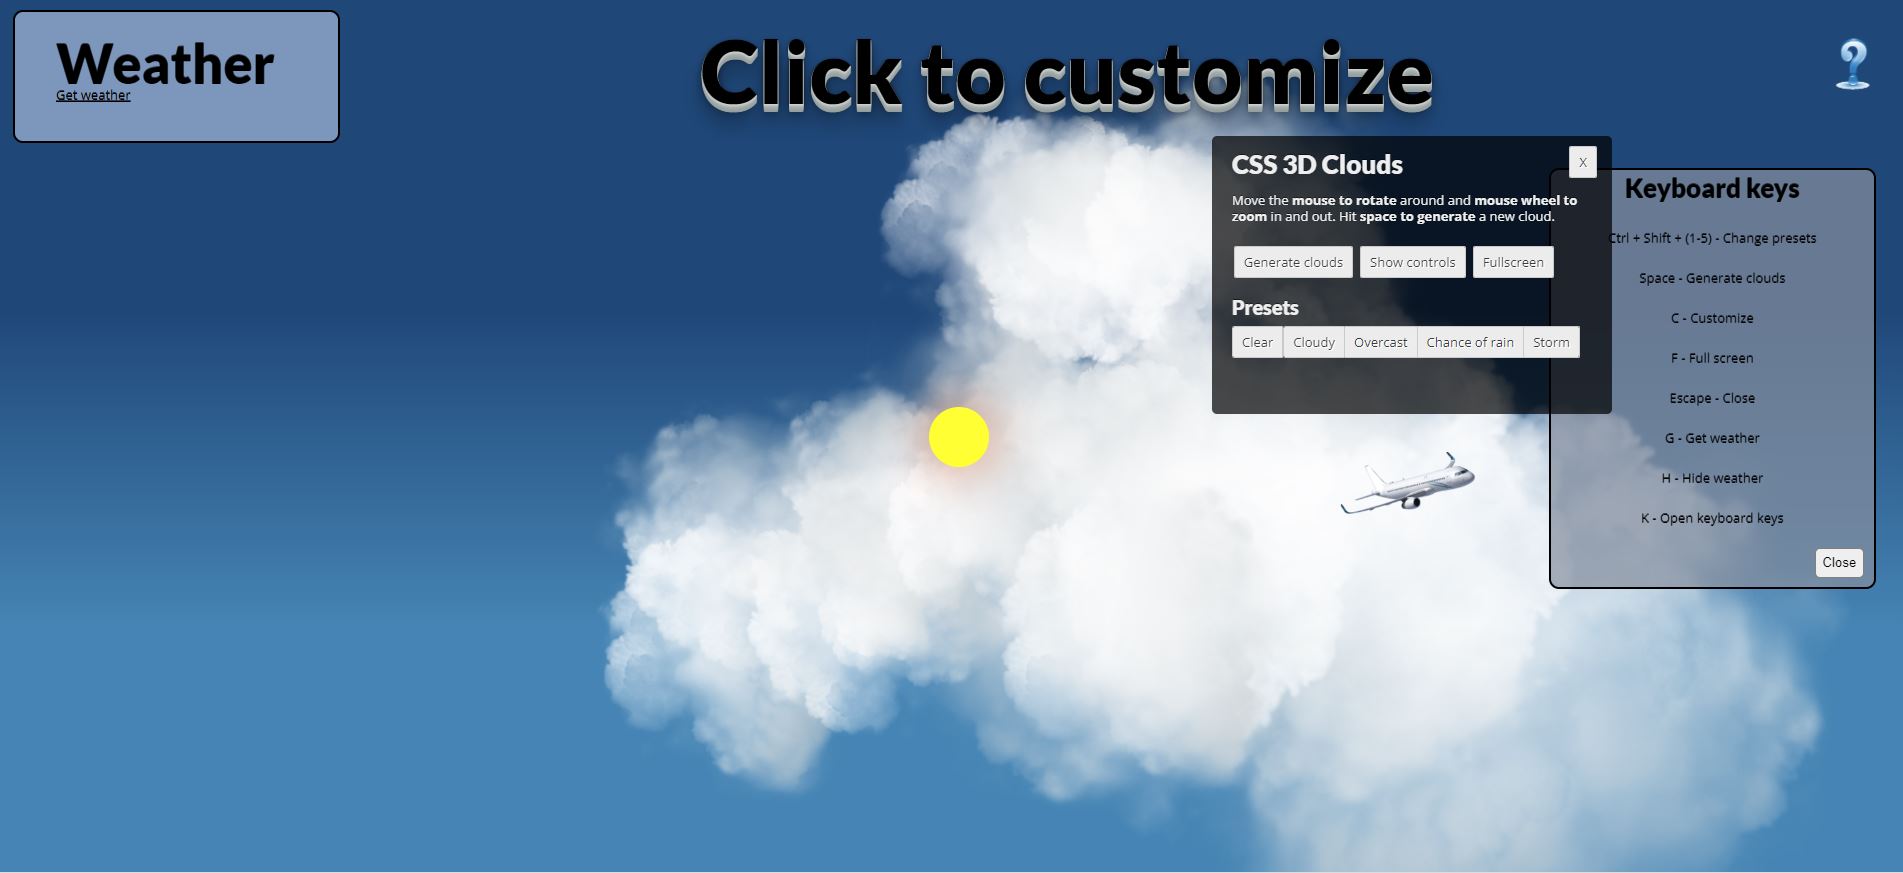 Weather
Get weather
Click to customize
CSS 3D Clouds
X
Move the mouse to rotate around and mouse wheel to
zoom in and out. Hit space to generate a new cloud.
Generate clouds Show controls Fullscreen
Presets
Clear Cloudy Overcast Chance of rain Storm
Keyboard keys
Ctrl + Shift + (1-5) - Change presets
Space - Generate clouds
C - Customize
F - Full screen
Escape - Close
G - Get weather
H - Hide weather
K - Open keyboard keys
Close